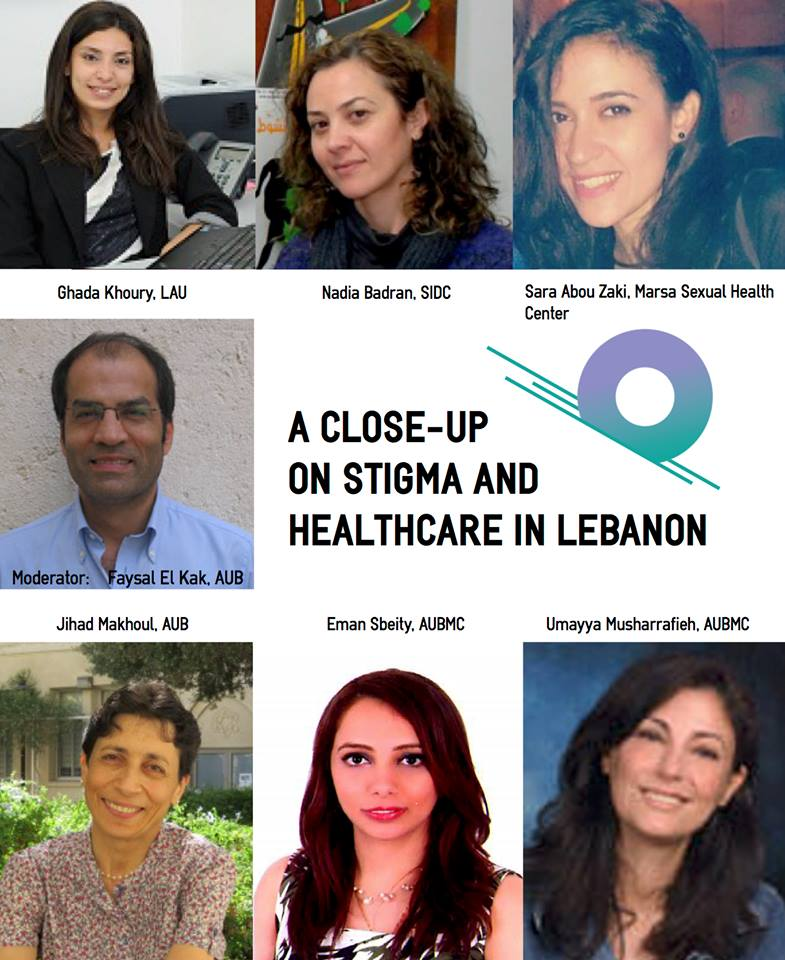 Ghada Khoury, LAU
Nadia Badran, SIDC
Sara Abou Zaki, Marsa Sexual Health
Center
A CLOSE-UP
ON STIGMA AND
HEALTHCARE IN LEBANON
Moderator: Faysal El Kak, AUB
Jihad Makhoul, AUB
Eman Sbeity, AUBMC
Umayya Musharrafieh, AUBMC